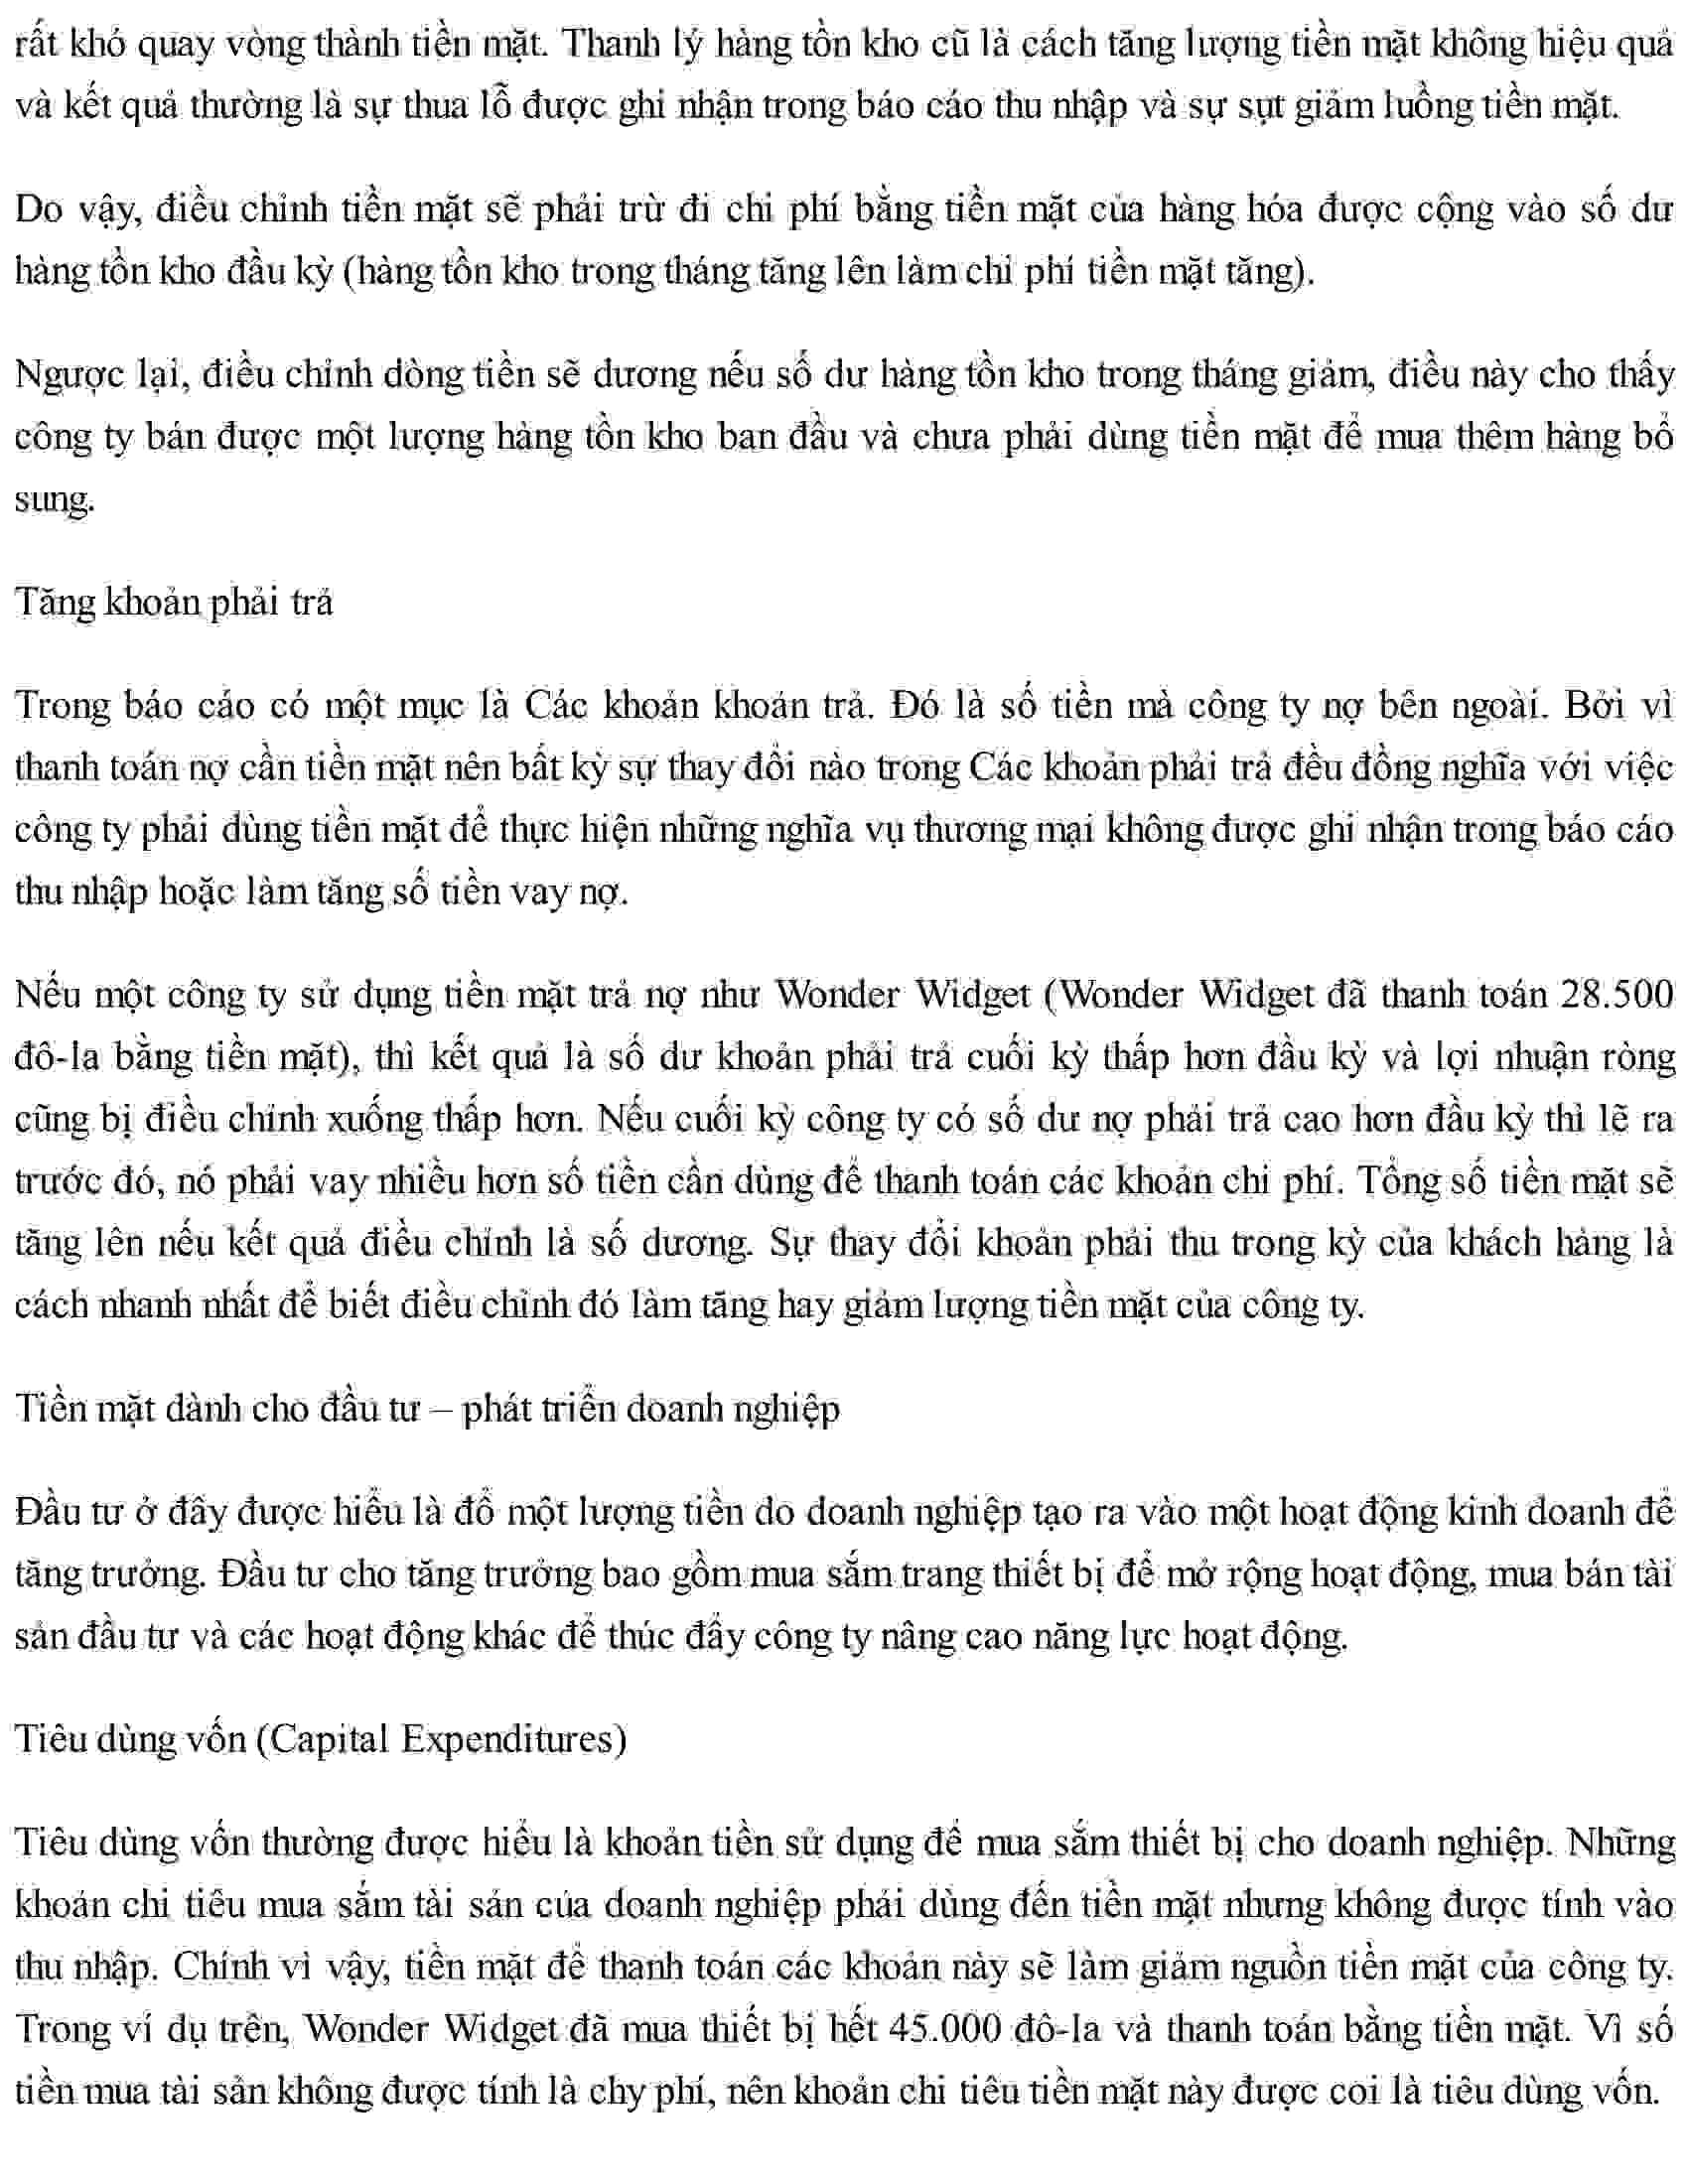 rất khó quay vòng thành tiền mặt. Thanh lý hàng tồn kho cũ là cách tăng lượng tiền mặt không hiệu quả
và kết quả thường là sự thua lỗ được ghi nhận trong báo cáo thu nhập và sự sụt giảm luồng tiền mặt.
Do vậy, điều chỉnh tiền mặt sẽ phải trừ đi chi phí bằng tiền mặt của hàng hóa được cộng vào số dư
hàng tồn kho đầu kỳ (hàng tồn kho trong tháng tăng lên làm chi phí tiền mặt tăng).
Ngược lại, điều chỉnh dòng tiền sẽ dương nếu số dư hàng tồn kho trong tháng giảm, điều này cho thấy
công ty bán được một lượng hàng tồn kho ban đầu và chưa phải dùng tiền mặt để mua thêm hàng bổ
sung.
Tăng khoản phải trả
Trong báo cáo có một mục là Các khoản khoản trả. Đó là số tiền mà công ty nợ bên ngoài. Bởi vì
thanh toán nợ cần tiền mặt nên bất kỳ sự thay đổi nào trong Các khoản phải trả đều đồng nghĩa với việc
công ty phải dùng tiền mặt để thực hiện những nghĩa vụ thương mại không được ghi nhận trong báo cáo
thu nhập hoặc làm tăng số tiền vay nợ.
Nếu một công ty sử dụng tiền mặt trả nợ như Wonder Widget (Wonder Widget đã thanh toán 28.500
đô-la bằng tiền mặt), thì kết quả là số dư khoản phải trả cuối kỳ thấp hơn đầu kỳ và lợi nhuận ròng
cũng bị điều chỉnh xuống thấp hơn. Nếu cuối kỳ công ty có số dư nợ phải trả cao hơn đầu kỳ thì lẽ ra
trước đó, nó phải vay nhiều hơn số tiền cần dùng để thanh toán các khoản chi phí. Tổng số tiền mặt sẽ
tăng lên nếu kết quả điều chỉnh là số dương. Sự thay đổi khoản phải thu trong kỳ của khách hàng là
cách nhanh nhất để biết điều chỉnh đó làm tăng hay giảm lượng tiền mặt của công ty.
Tiền mặt dành cho đầu tư – phát triển doanh nghiệp
Đầu tư ở đây được hiểu là đổ một lượng tiền do doanh nghiệp tạo ra vào một hoạt động kinh doanh để
tăng trưởng. Đầu tư cho tăng trưởng bao gồm mua sắm trang thiết bị để mở rộng hoạt động, mua bán tài
sản đầu tư và các hoạt động khác để thúc đẩy công ty nâng cao năng lực hoạt động.
Tiêu dùng vốn (Capital Expenditures)
Tiêu dùng vốn thường được hiểu là khoản tiền sử dụng để mua sắm thiết bị cho doanh nghiệp. Những
khoản chi tiêu mua sắm tài sản của doanh nghiệp phải dùng đến tiền mặt nhưng không được tính vào
thu nhập. Chính vì vậy, tiền mặt để thanh toán các khoản này sẽ làm giảm nguồn tiền mặt của công ty.
Trong ví dụ trên, Wonder Widget đã mua thiết bị hết 45.000 đô-la và thanh toán bằng tiền mặt. Vì số
tiền mua tài sản không được tính là chy phí, nên khoản chi tiêu tiền mặt này được coi là tiêu dùng vốn.